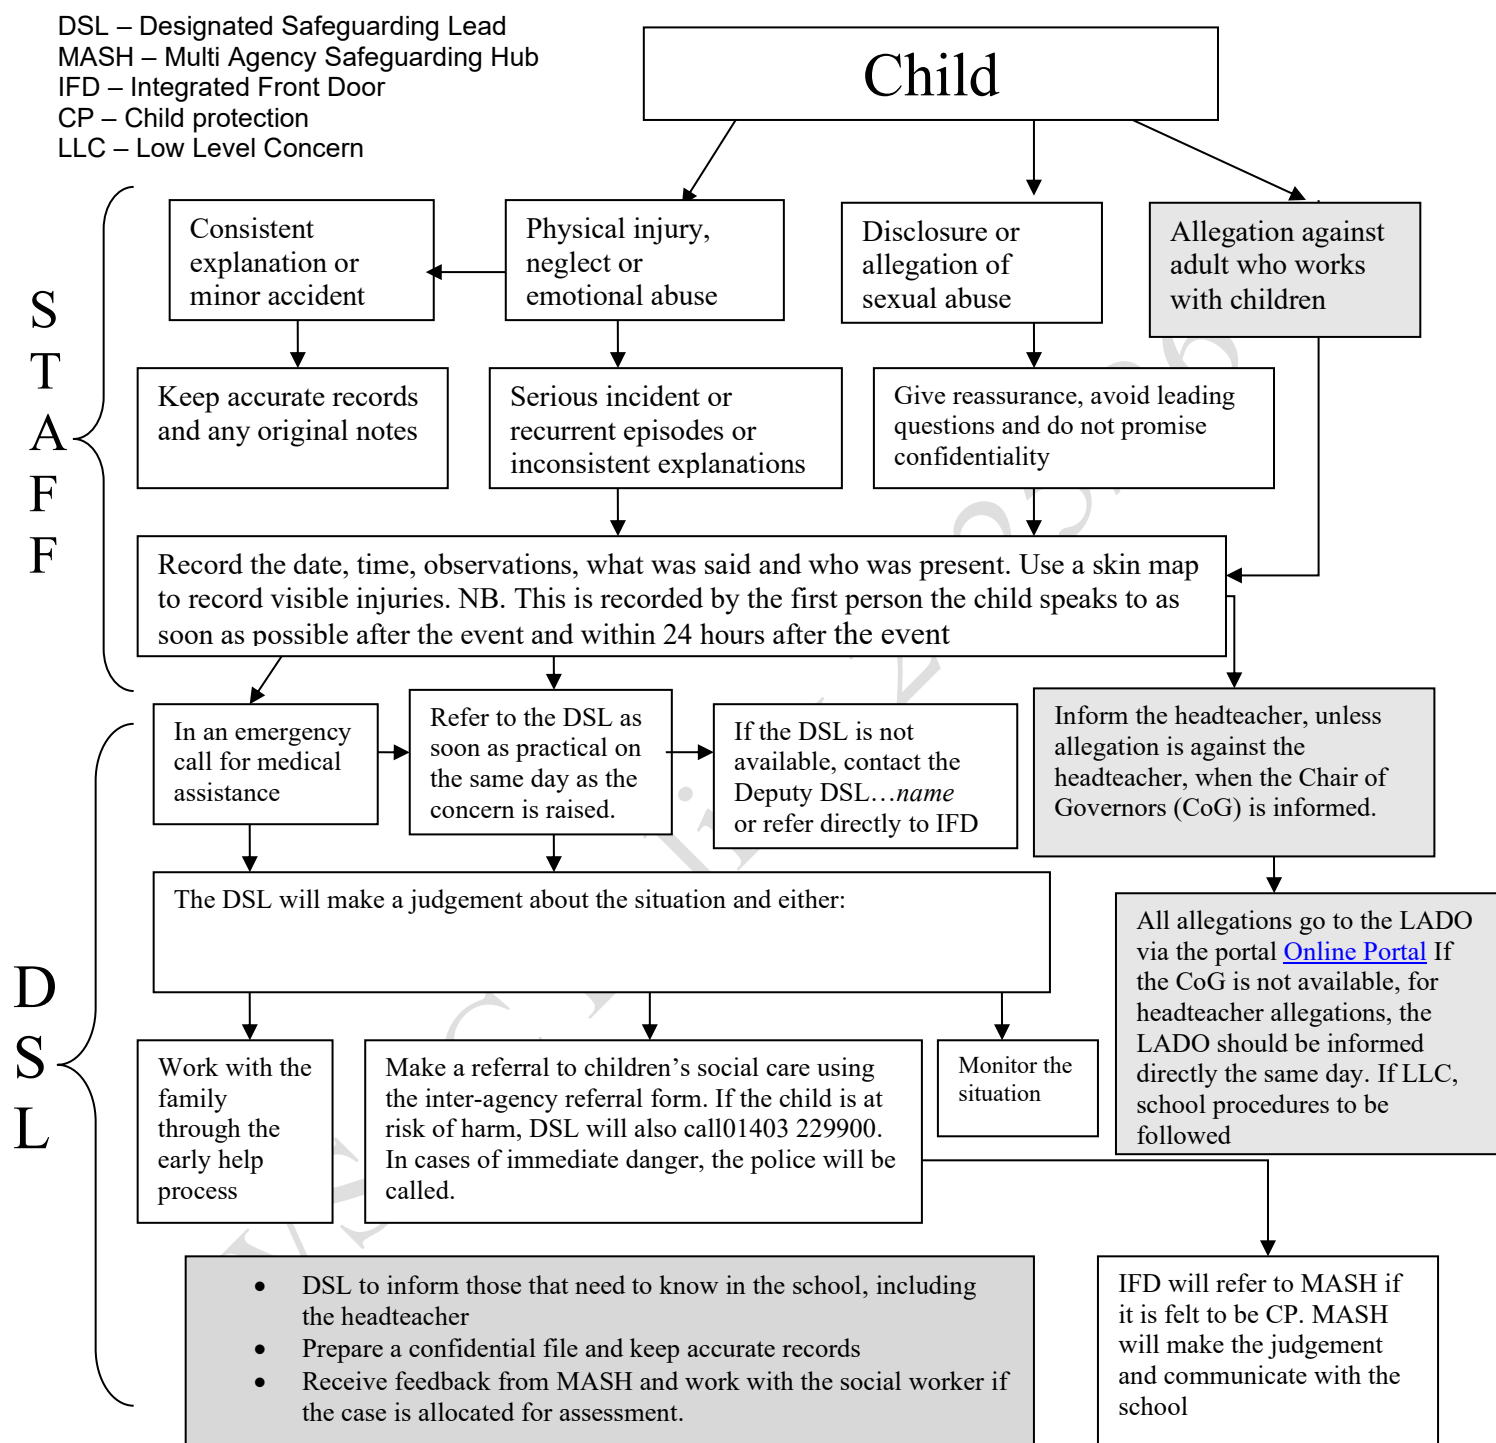 DSL – Designated Safeguarding Lead
MASH – Multi Agency Safeguarding Hub
IFD – Integrated Front Door
CP – Child protection
LLC – Low Level Concern
Child
S
T
A
F
F
Consistent
explanation or
minor accident
Physical injury,
neglect or
emotional abuse
Disclosure or
allegation of
sexual abuse
Allegation against
adult who works
with children
Keep accurate records
and any original notes
Serious incident or
recurrent episodes or
inconsistent explanations
Give reassurance, avoid leading
questions and do not promise
confidentiality
Record the date, time, observations, what was said and who was present. Use a skin map
to record visible injuries. NB. This is recorded by the first person the child speaks to as
soon as possible after the event and within 24 hours after the event
D
S
L
In an emergency
call for medical
assistance
Refer to the DSL as
soon as practical on
the same day as the
concern is raised.
If the DSL is not
available, contact the
Deputy DSL…name
or refer directly to IFD
Inform the headteacher, unless
allegation is against the
headteacher, when the Chair of
Governors (CoG) is informed.
The DSL will make a judgement about the situation and either:
All allegations go to the LADO
via the portal Online Portal If
the CoG is not available, for
headteacher allegations, the
LADO should be informed
directly the same day. If LLC,
school procedures to be
followed
Work with the
family
through the
early help
process
Make a referral to children’s social care using
the inter-agency referral form. If the child is at
risk of harm, DSL will also call01403 229900.
In cases of immediate danger, the police will be
called.
Monitor the
situation
• DSL to inform those that need to know in the school, including
the headteacher
• Prepare a confidential file and keep accurate records
• Receive feedback from MASH and work with the social worker if
the case is allocated for assessment.
IFD will refer to MASH if
it is felt to be CP. MASH
will make the judgement
and communicate with the
school